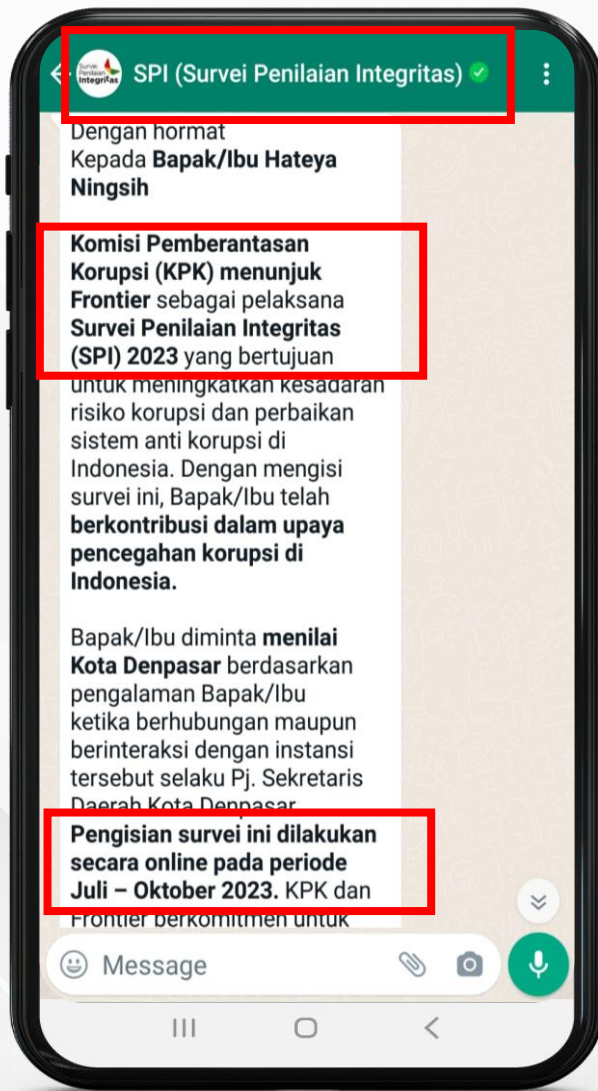 Survei
Penilaian
Integritas
SPI (Survei Penilaian Integritas)
Dengan hormat
Kepada Bapak/Ibu Hateya
Ningsih
Komisi Pemberantasan
Korupsi (KPK) menunjuk
Frontier sebagai pelaksana
Survei Penilaian Integritas
(SPI) 2023 yang bertujuan
untuk meningkatkan kesadaran
risiko korupsi dan perbaikan
sistem anti korupsi di
Indonesia. Dengan mengisi
survei ini, Bapak/Ibu telah
berkontribusi dalam upaya
pencegahan korupsi di
Indonesia.
Bapak/Ibu diminta menilai
Kota Denpasar berdasarkan
pengalaman Bapak/Ibu
ketika berhubungan maupun
berinteraksi dengan instansi
tersebut selaku Pj. Sekretaris
Daerah Kota Denpasar
Pengisian survei ini dilakukan
secara online pada periode
Juli – Oktober 2023. KPK dan
Frontier berkomitmen untuk
Message